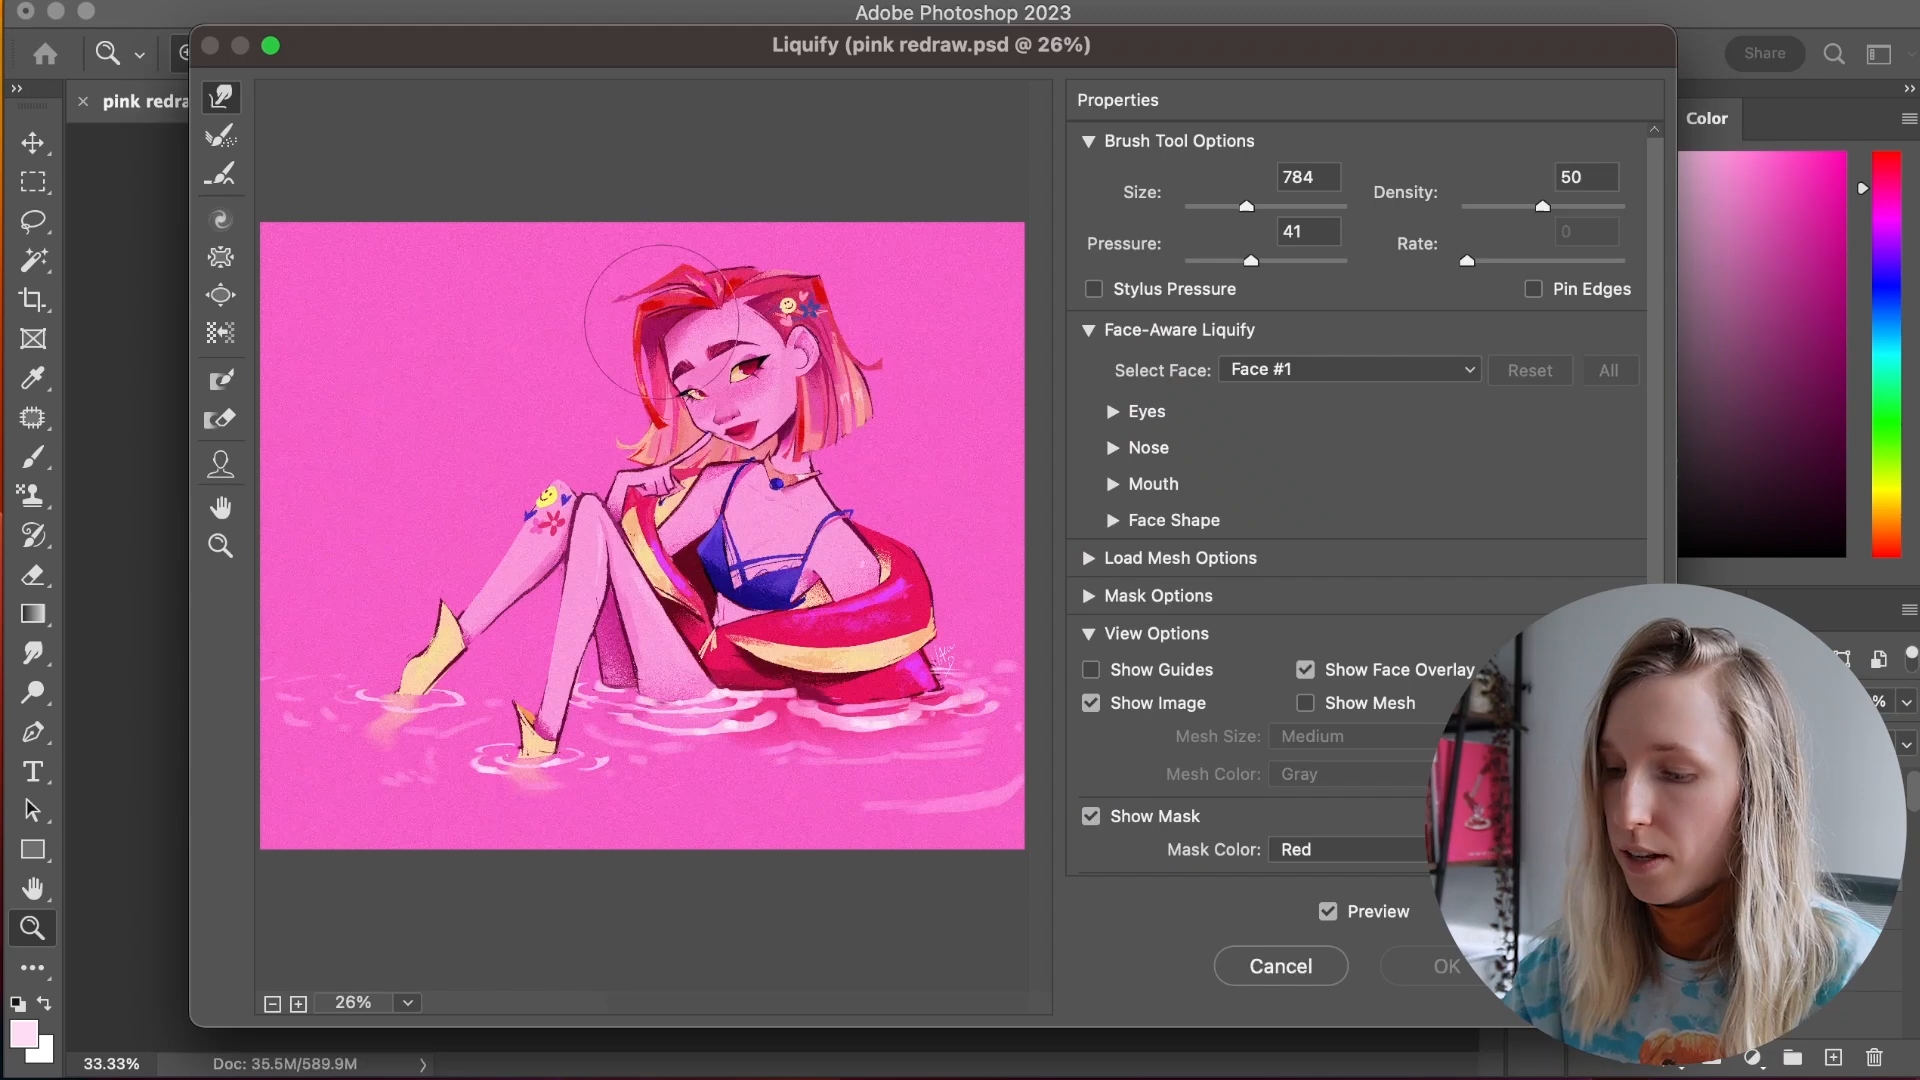 Adobe Photoshop 2023
Liquify (pink redraw.psd @ 26%)
Share
pink redra
Properties
Color
Brush Tool Options
Size: 784 Density: 50
Pressure: 41 Rate: 0
Stylus Pressure Pin Edges
Face-Aware Liquify
Select Face: Face #1 Reset All
Eyes
Nose
Mouth
Face Shape
Load Mesh Options
Mask Options
View Options
Show Guides Show Face Overlay
Show Image Show Mesh
Mesh Size: Medium
Mesh Color: Gray
Show Mask
Mask Color: Red
Preview
Cancel OK
26%
33.33% Doc: 35.5M/589.9M
%